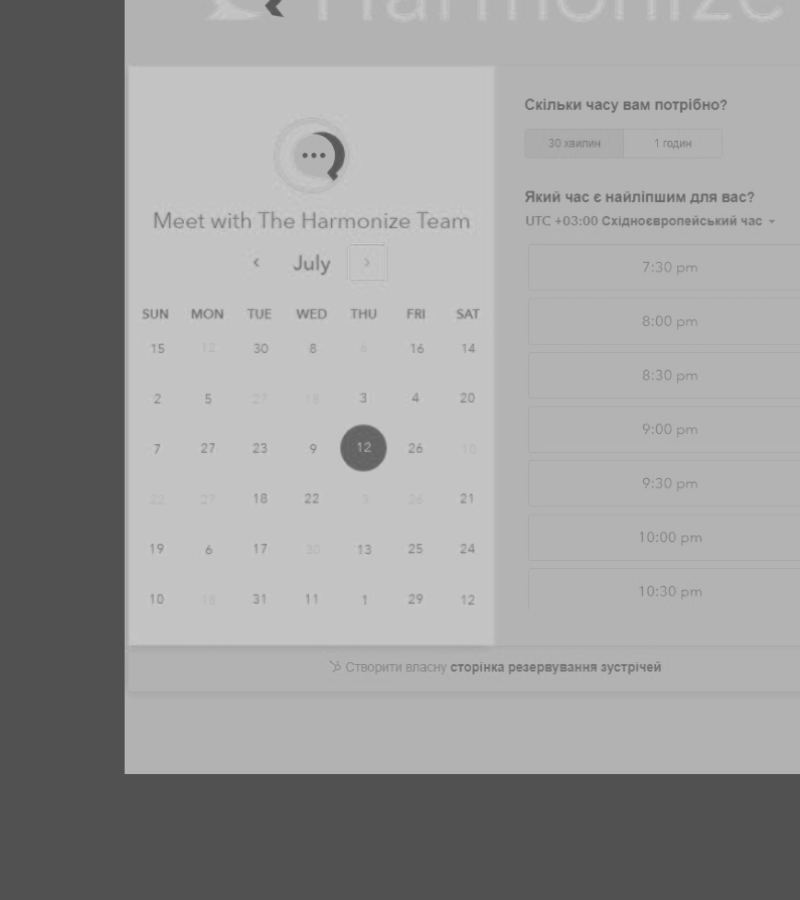 Harmonize
Meet with The Harmonize Team
‹ July ›
SUN MON TUE WED THU FRI SAT
15 12 30 8 6 16 14
2 5 27 18 3 4 20
7 27 23 9 12 26 10
22 27 18 22 26 21
19 6 17 30 13 25 24
10 31 11 1 29 12
Скільки часу вам потрібно?
30 хвилин 1 годин
Який час є найліпшим для вас?
UTC +03:00 Східноєвропейський час
7:30 pm
8:00 pm
8:30 pm
9:00 pm
9:30 pm
10:00 pm
10:30 pm
Створити власну сторінка резервування зустрічей